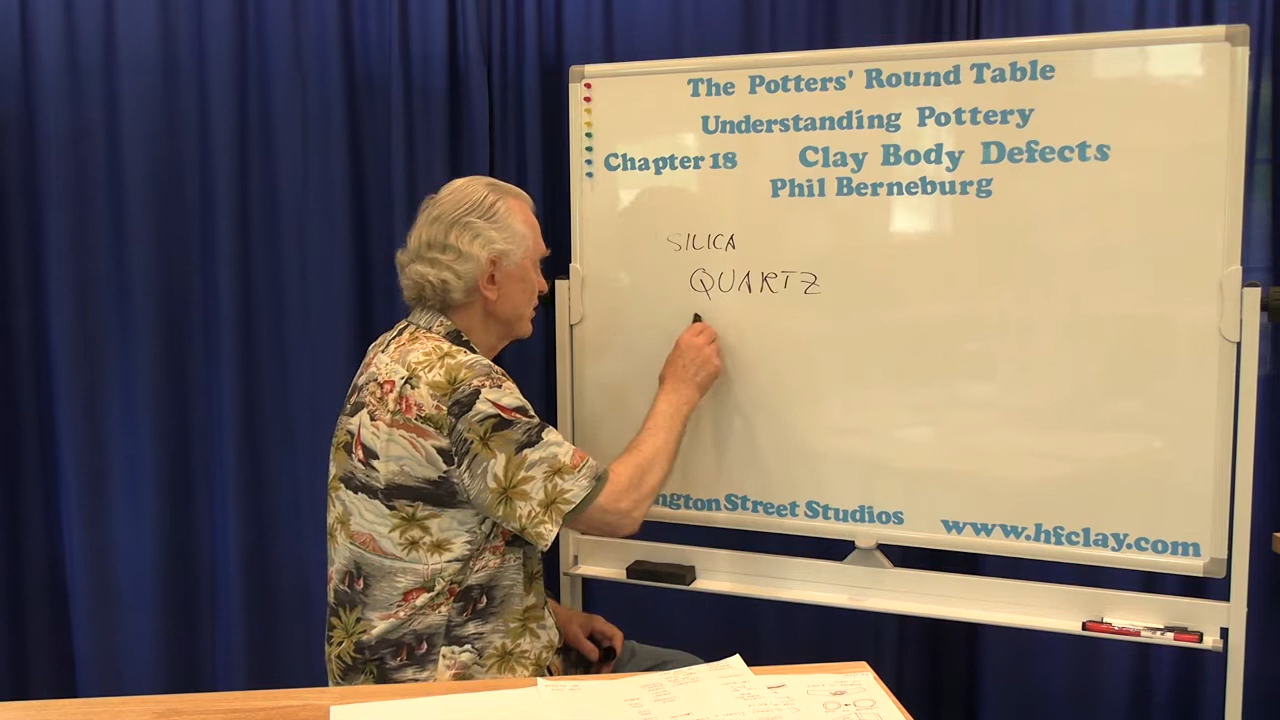 The Potters' Round Table
Understanding Pottery
Chapter 18 Clay Body Defects
Phil Berneburg
SILICA
QUARTZ
Street Studios
www.hfclay.com